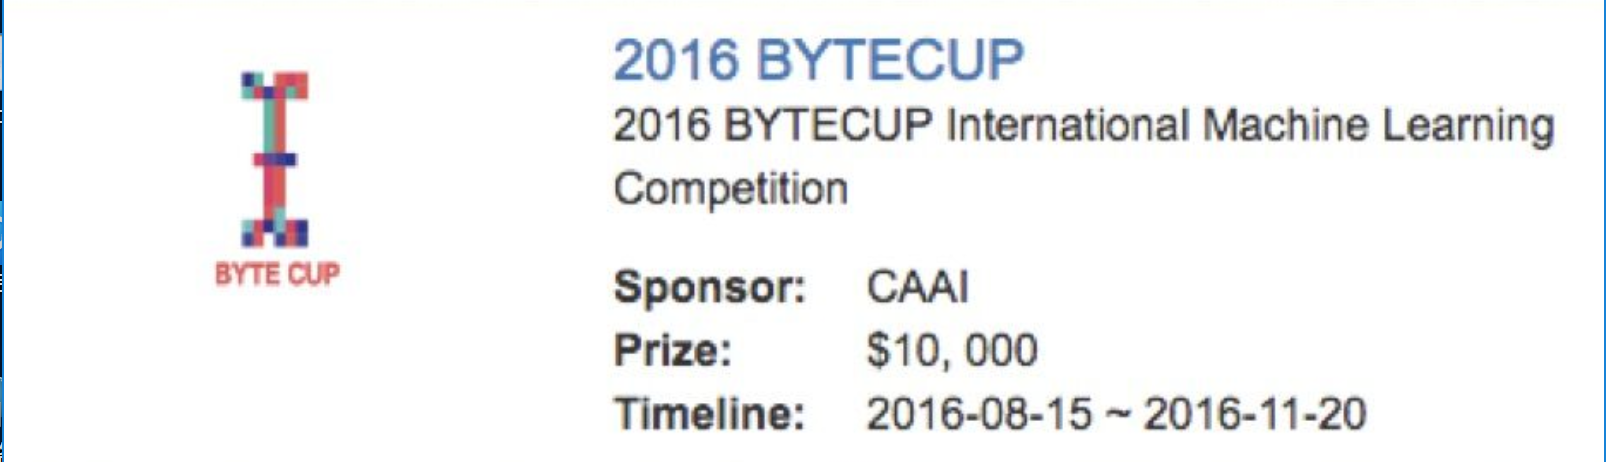 2016 BYTECUP
2016 BYTECUP International Machine Learning
Competition
BYTE CUP
Sponsor: CAAI
Prize: $10, 000
Timeline: 2016-08-15 ~ 2016-11-20